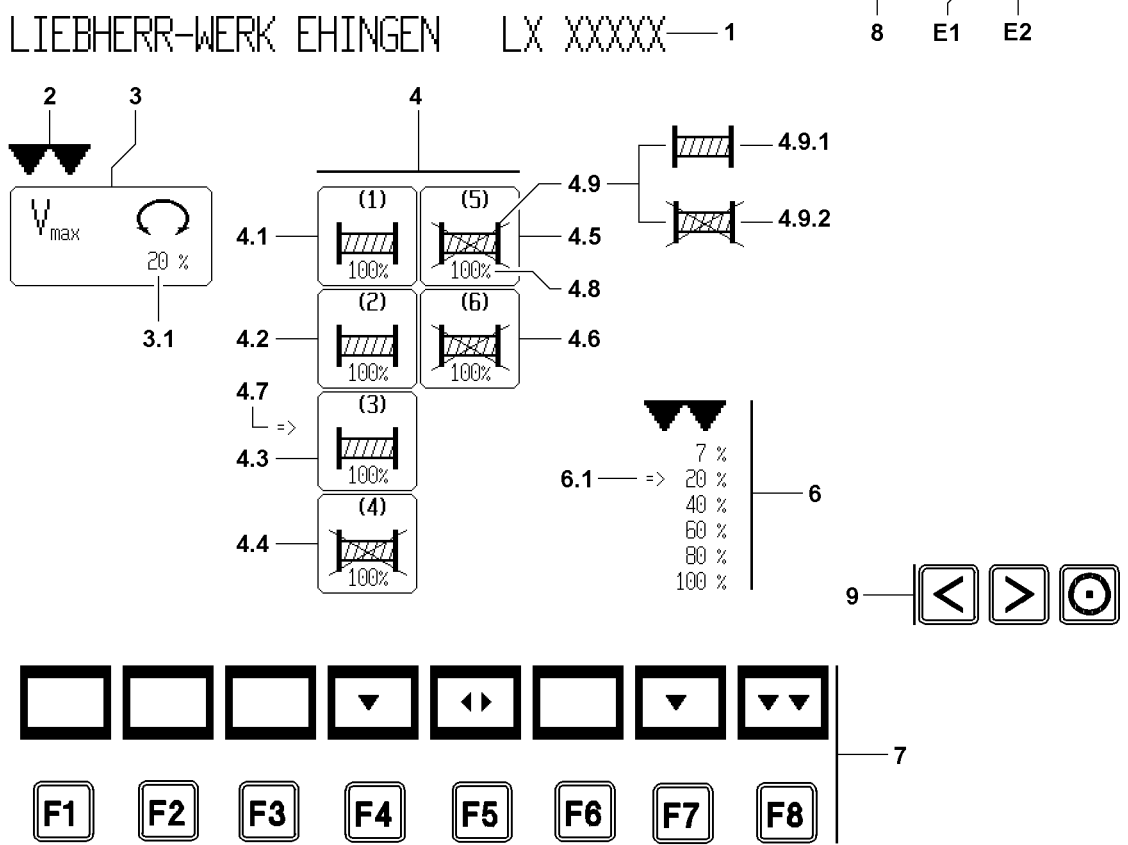 8 E1 E2
LIEBHERR-WERK EHINGEN LX XXXXX 1
2 3 4
4.9.1
(1) (5) 4.9
Vmax
4.9.2
4.1 4.5
20 % 100% 100%
4.8
(2) (6)
3.1 4.2 4.6
100% 100%
4.7
(3)
=>
7 %
4.3
100% 6.1 => 20 %
6
(4) 40 %
60 %
4.4
80 %
100% 100 %
9 < >
7
F1 F2 F3 F4 F5 F6 F7 F8